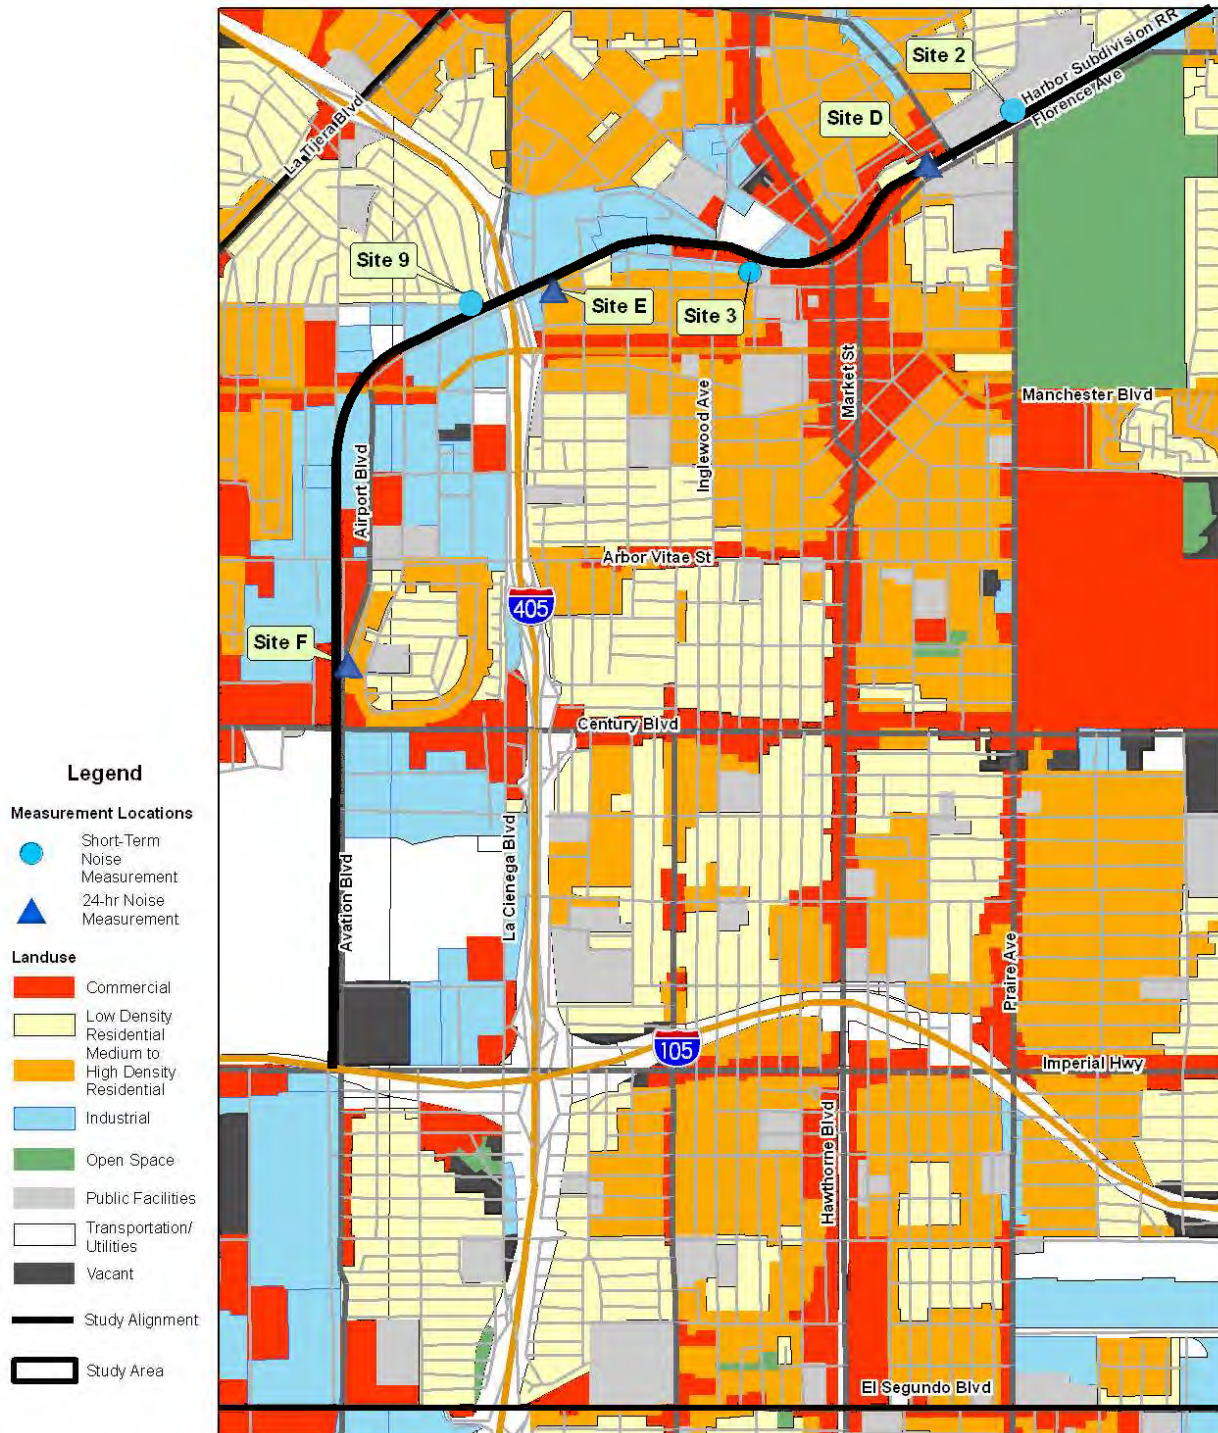 Harbor Subdivision RR
Florence Ave
Site 2
Site D
La Tijera Blvd
Site 9
Site E
Site 3
Market St
Manchester Blvd
Inglewood Ave
Airport Blvd
Arbor Vitae St
405
Site F
Century Blvd
La Cienega Blvd
Avation Blvd
Praire Ave
105
Imperial Hwy
Hawthorne Blvd
El Segundo Blvd
Legend
Measurement Locations
Short-Term
Noise
Measurement
24-hr Noise
Measurement
Landuse
Commercial
Low Density
Residential
Medium to
High Density
Residential
Industrial
Open Space
Public Facilities
Transportation/
Utilities
Vacant
Study Alignment
Study Area